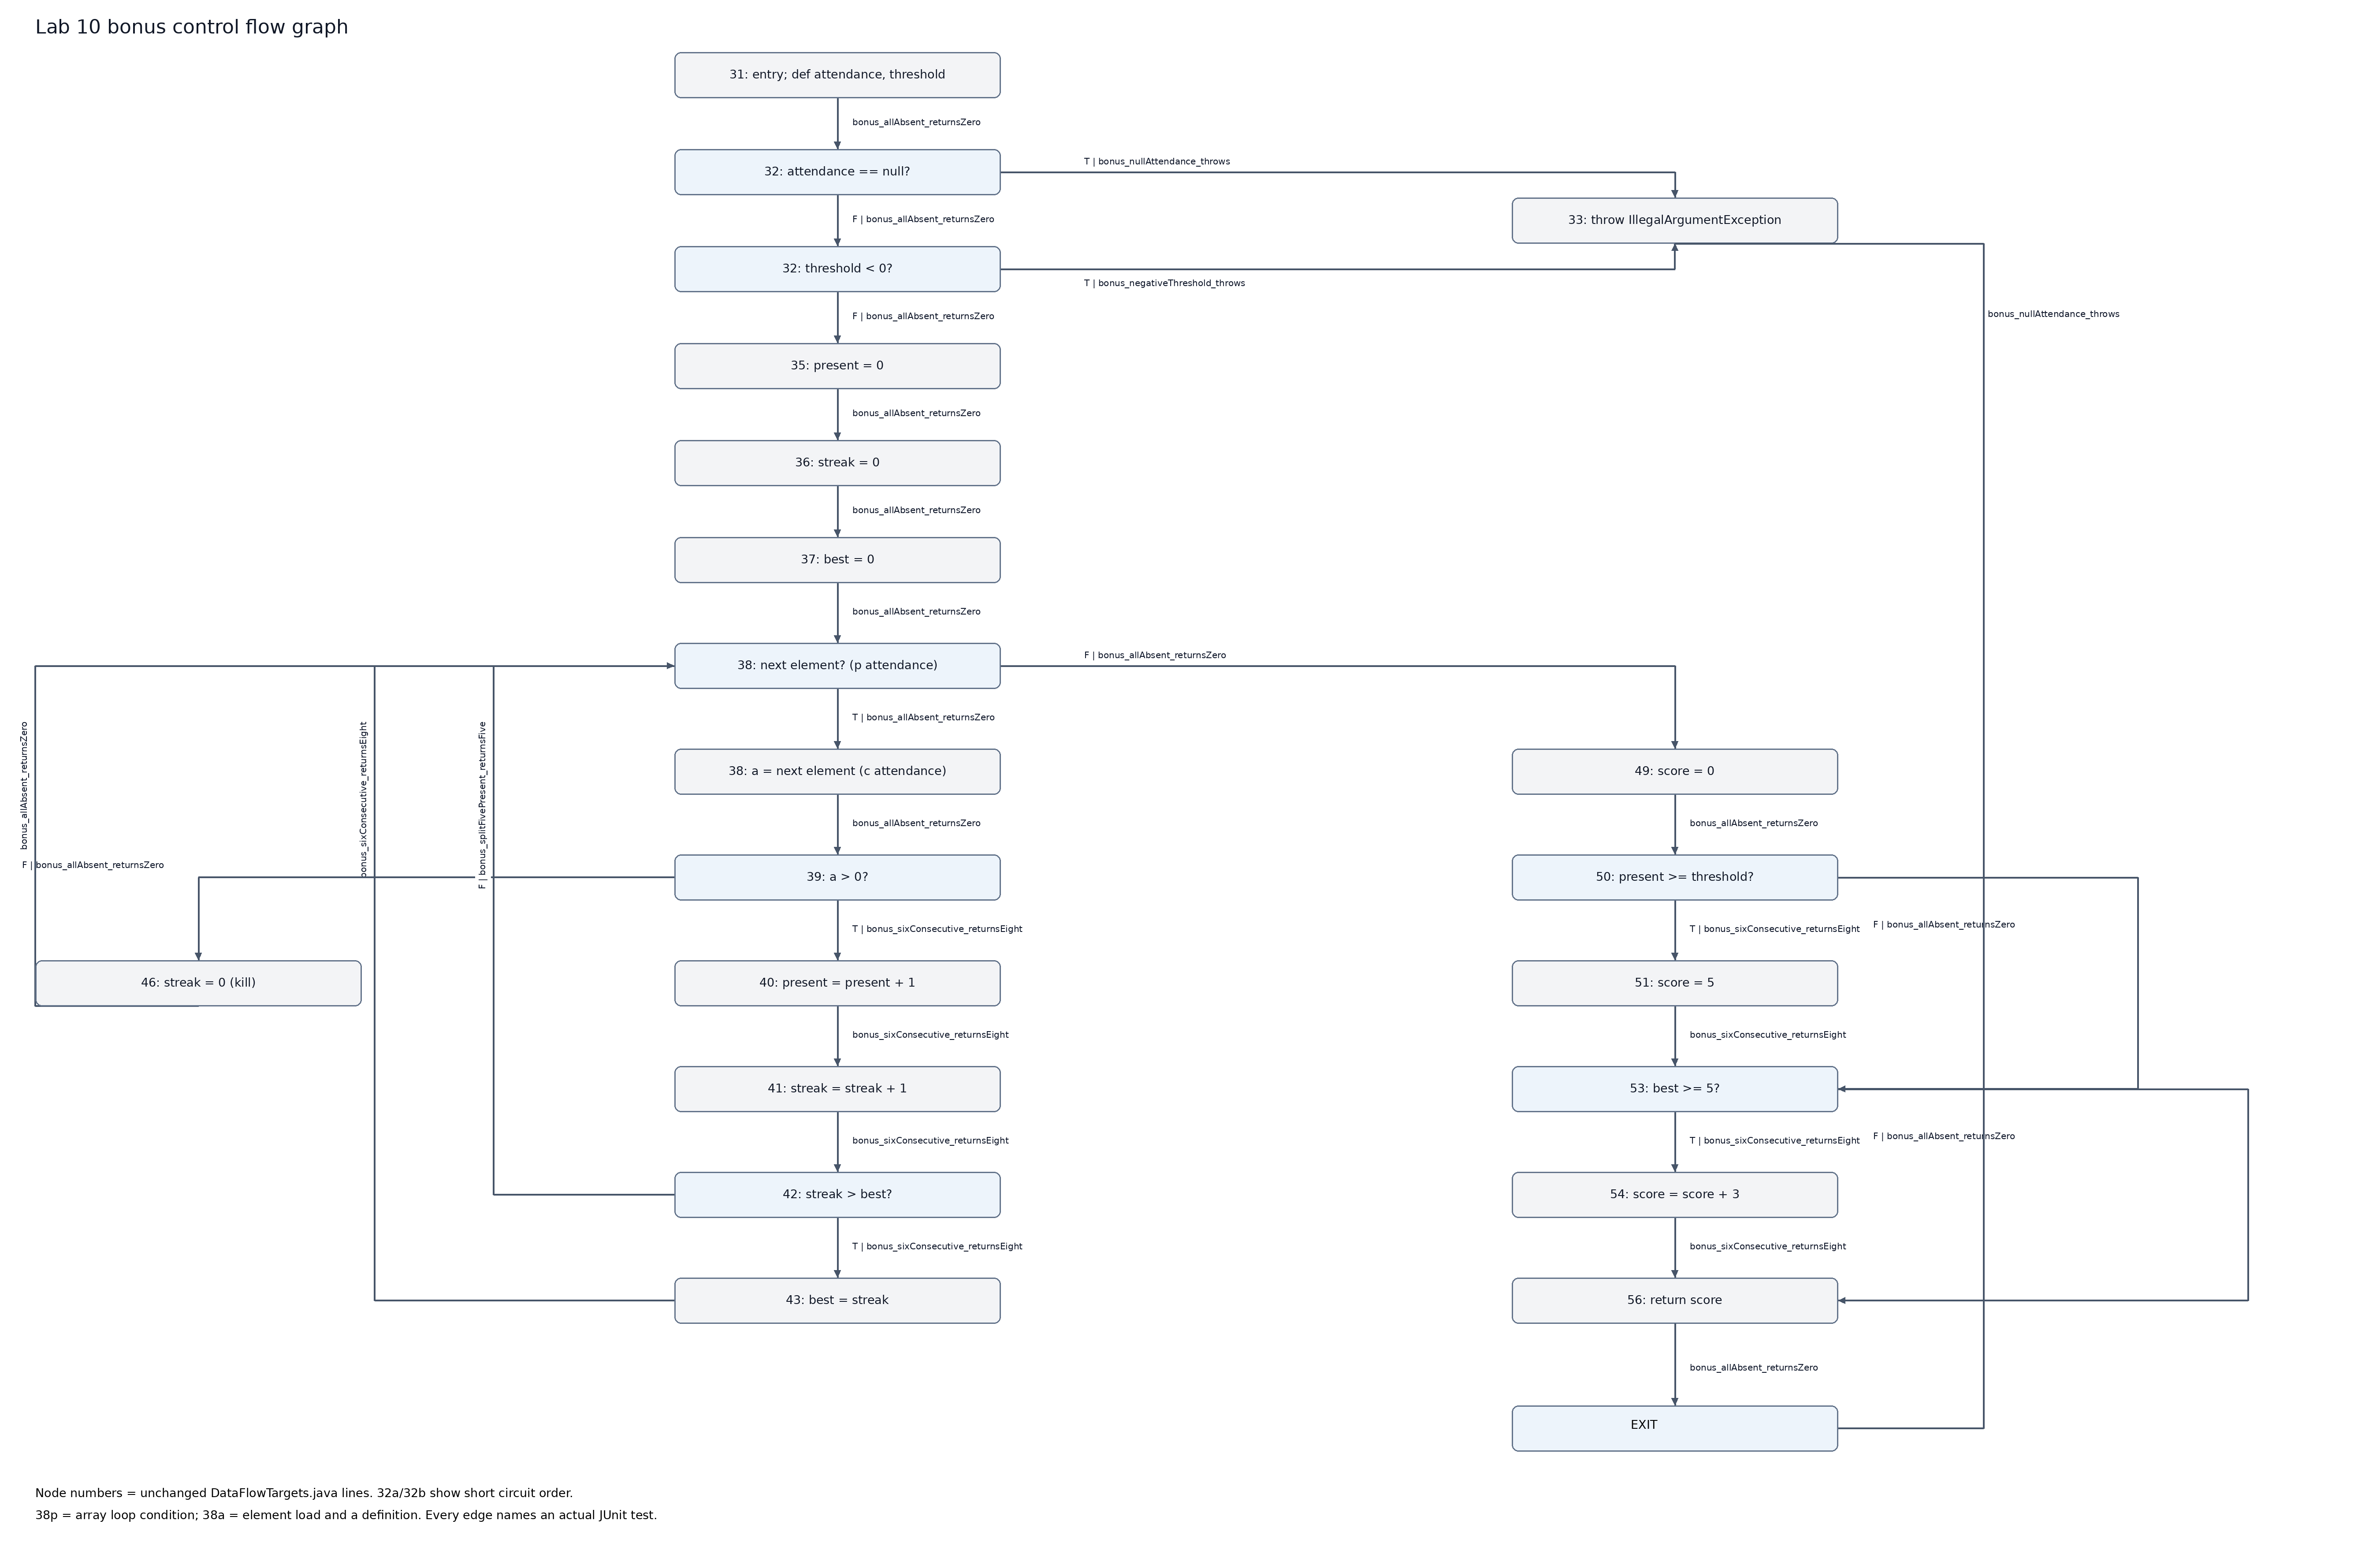 Lab 10 bonus control flow graph
31: entry; def attendance, threshold
bonus_allAbsent_returnsZero
32: attendance == null?
T | bonus_nullAttendance_throws
33: throw IllegalArgumentException
F | bonus_allAbsent_returnsZero
32: threshold < 0?
T | bonus_negativeThreshold_throws
F | bonus_allAbsent_returnsZero
bonus_nullAttendance_throws
35: present = 0
bonus_allAbsent_returnsZero
36: streak = 0
bonus_allAbsent_returnsZero
37: best = 0
bonus_allAbsent_returnsZero
38: next element? (p attendance)
F | bonus_allAbsent_returnsZero
T | bonus_allAbsent_returnsZero
bonus_allAbsent_returnsZero
bonus_sixConsecutive_returnsEight
F | bonus_splitFivePresent_returnsFive
38: a = next element (c attendance)
49: score = 0
bonus_allAbsent_returnsZero
bonus_allAbsent_returnsZero
F | bonus_allAbsent_returnsZero
39: a > 0?
50: present >= threshold?
T | bonus_sixConsecutive_returnsEight
T | bonus_sixConsecutive_returnsEight
F | bonus_allAbsent_returnsZero
46: streak = 0 (kill)
40: present = present + 1
51: score = 5
bonus_sixConsecutive_returnsEight
bonus_sixConsecutive_returnsEight
41: streak = streak + 1
53: best >= 5?
bonus_sixConsecutive_returnsEight
T | bonus_sixConsecutive_returnsEight
F | bonus_allAbsent_returnsZero
42: streak > best?
54: score = score + 3
T | bonus_sixConsecutive_returnsEight
bonus_sixConsecutive_returnsEight
43: best = streak
56: return score
bonus_allAbsent_returnsZero
EXIT
Node numbers = unchanged DataFlowTargets.java lines. 32a/32b show short circuit order.
38p = array loop condition; 38a = element load and a definition. Every edge names an actual JUnit test.